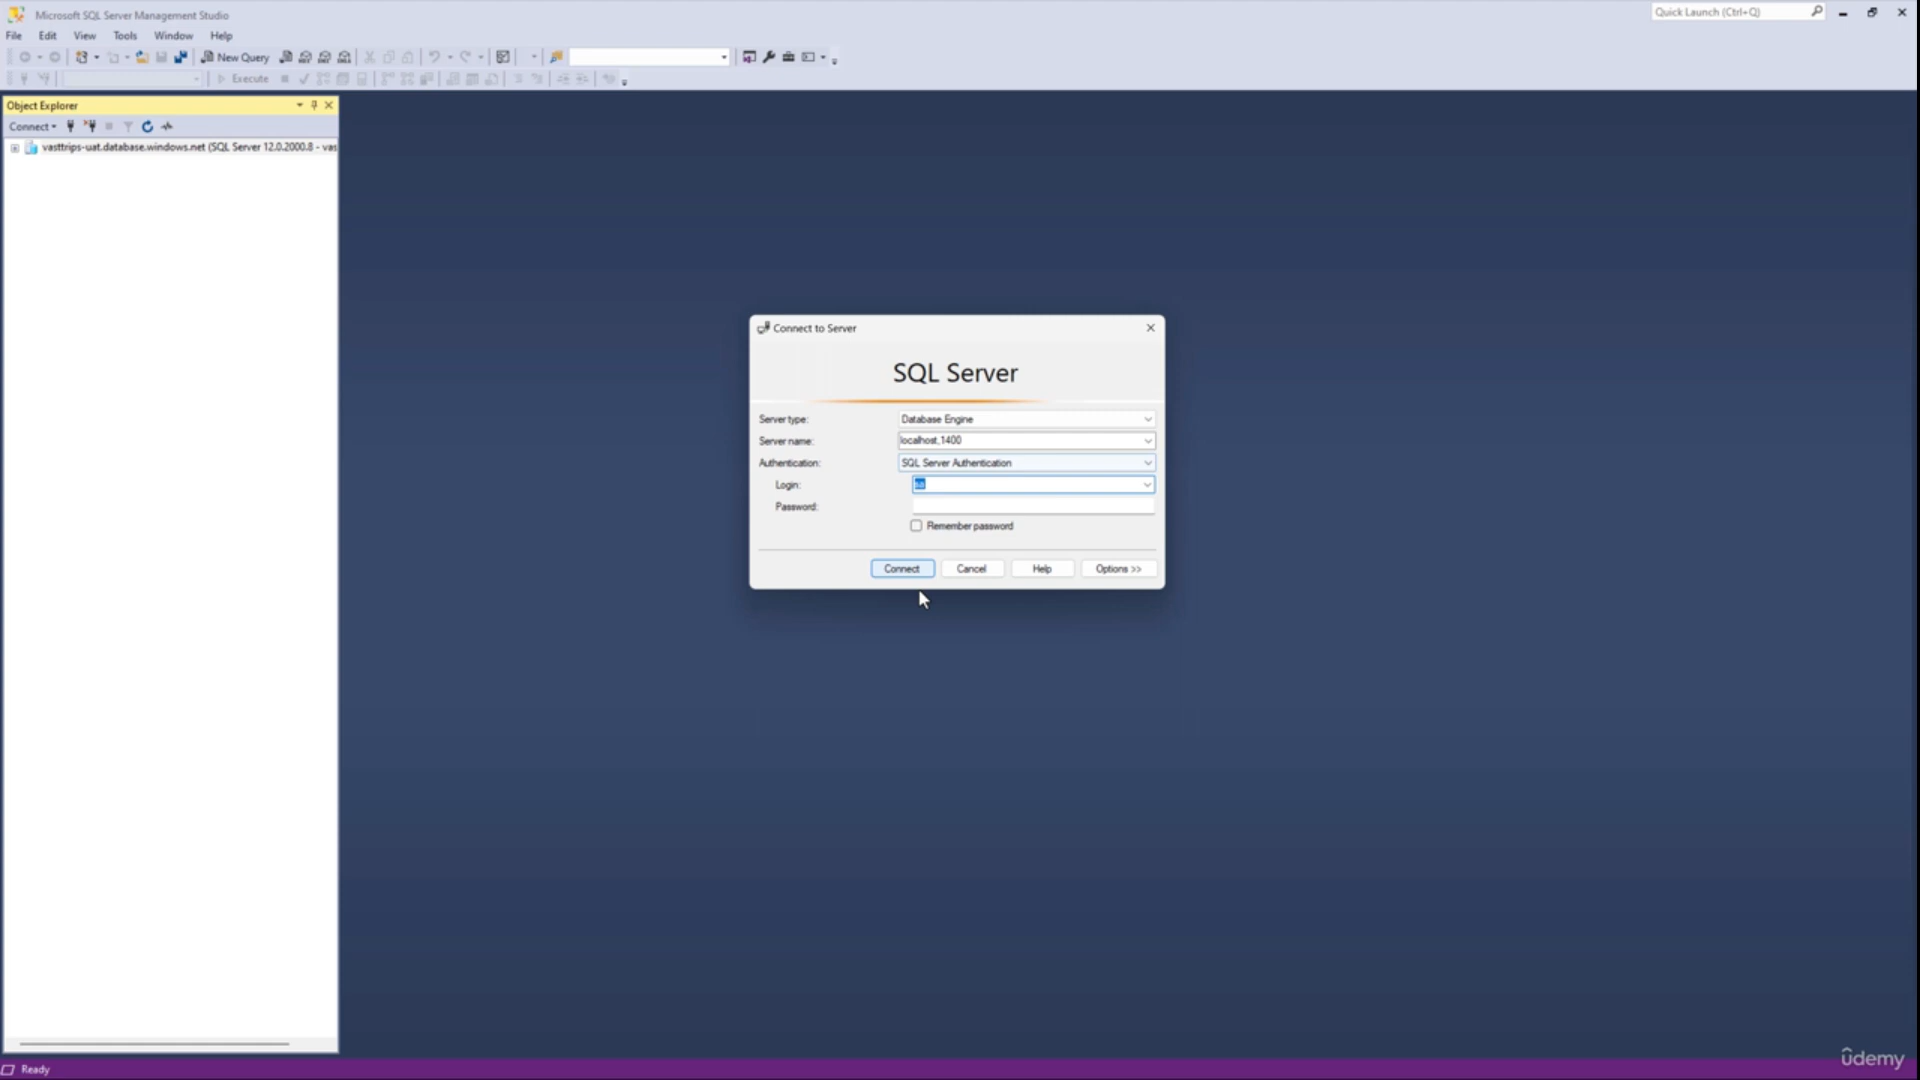 Microsoft SQL Server Management Studio
Quick Launch (Ctrl+Q)
File Edit View Tools Window Help
New Query
Execute
Object Explorer
Connect
vasttrips-uat.database.windows.net (SQL Server 12.0.2000.8 - vas
Connect to Server
SQL Server
Server type: Database Engine
Server name: localhost,1400
Authentication: SQL Server Authentication
Login: sa
Password:
Remember password
Connect Cancel Help Options >>
Ready
ûdemy